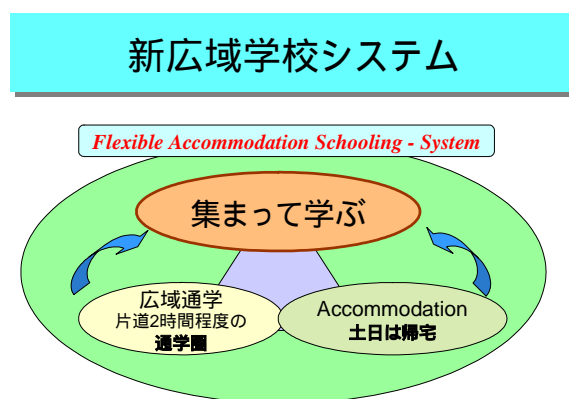 新広域学校システム
Flexible Accommodation Schooling - System
集まって学ぶ
広域通学
片道2時間程度の
通学圏
Accommodation
土日は帰宅